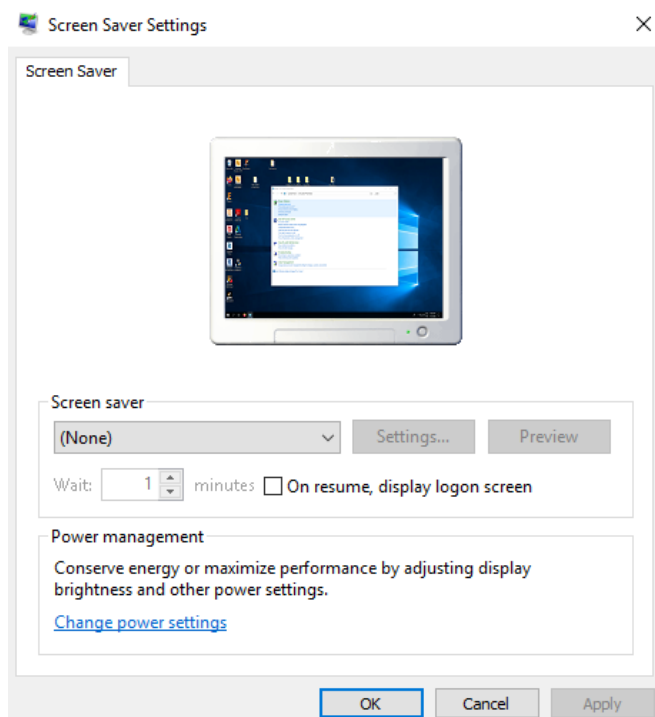 Screen Saver Settings
Screen Saver
Screen saver
(None)
Settings...
Preview
Wait:
1
minutes
On resume, display logon screen
Power management
Conserve energy or maximize performance by adjusting display
brightness and other power settings.
Change power settings
OK
Cancel
Apply